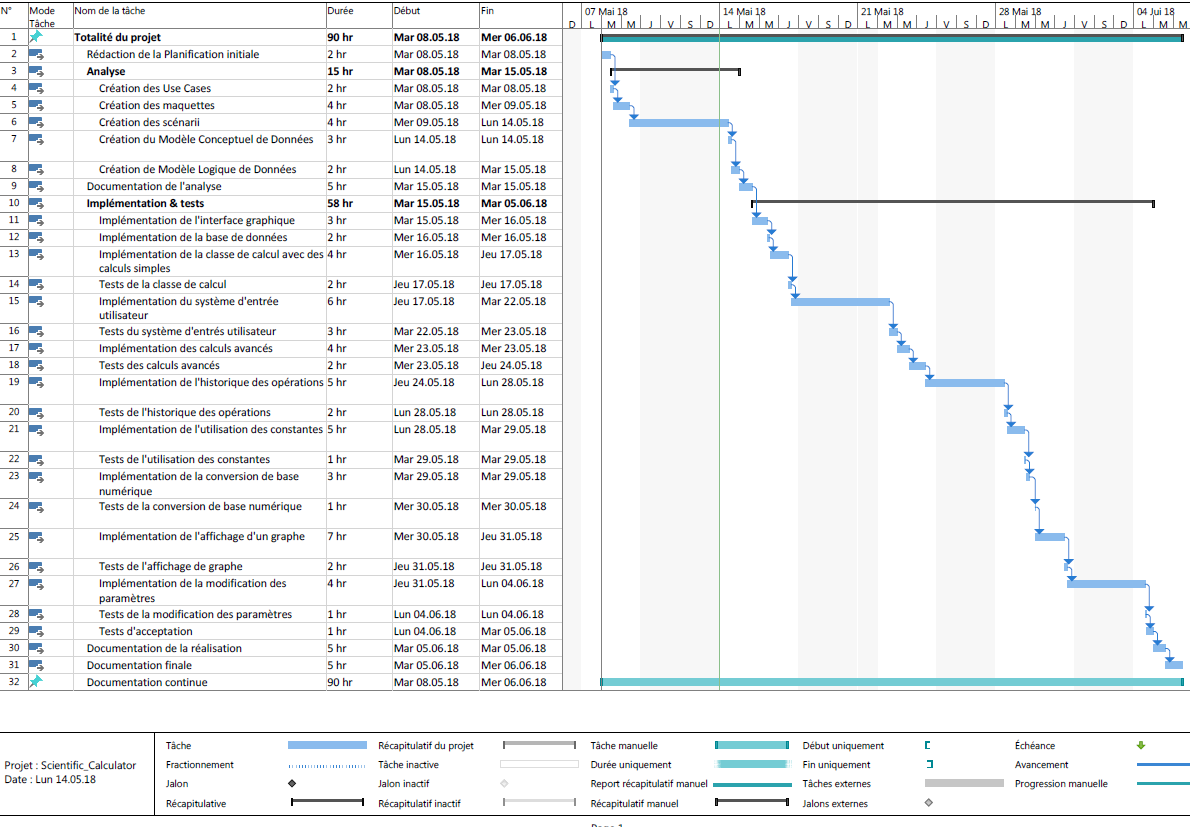 N° Mode Tâche Nom de la tâche Durée Début Fin
07 Mai 18 14 Mai 18 21 Mai 18 28 Mai 18 04 Jui 18
D L M M J V S D L M M J V S D L M M J V S D L M M J V S D L M M
1 Totalité du projet 90 hr Mar 08.05.18 Mer 06.06.18
2 Rédaction de la Planification initiale 2 hr Mar 08.05.18 Mar 08.05.18
3 Analyse 15 hr Mar 08.05.18 Mar 15.05.18
4 Création des Use Cases 2 hr Mar 08.05.18 Mar 08.05.18
5 Création des maquettes 4 hr Mar 08.05.18 Mer 09.05.18
6 Création des scénarii 4 hr Mer 09.05.18 Lun 14.05.18
7 Création du Modèle Conceptuel de Données 3 hr Lun 14.05.18 Lun 14.05.18
8 Création de Modèle Logique de Données 2 hr Lun 14.05.18 Mar 15.05.18
9 Documentation de l'analyse 5 hr Mar 15.05.18 Mar 15.05.18
10 Implémentation & tests 58 hr Mar 15.05.18 Mar 05.06.18
11 Implémentation de l'interface graphique 3 hr Mar 15.05.18 Mer 16.05.18
12 Implémentation de la base de données 2 hr Mer 16.05.18 Mer 16.05.18
13 Implémentation de la classe de calcul avec des 4 hr Mer 16.05.18 Jeu 17.05.18
calculs simples
14 Tests de la classe de calcul 2 hr Jeu 17.05.18 Jeu 17.05.18
15 Implémentation du système d'entrée 6 hr Jeu 17.05.18 Mar 22.05.18
utilisateur
16 Tests du système d'entrés utilisateur 3 hr Mar 22.05.18 Mer 23.05.18
17 Implémentation des calculs avancés 4 hr Mer 23.05.18 Mer 23.05.18
18 Tests des calculs avancés 2 hr Mer 23.05.18 Jeu 24.05.18
19 Implémentation de l'historique des opérations 5 hr Jeu 24.05.18 Lun 28.05.18
20 Tests de l'historique des opérations 2 hr Lun 28.05.18 Lun 28.05.18
21 Implémentation de l'utilisation des constantes 5 hr Lun 28.05.18 Mar 29.05.18
22 Tests de l'utilisation des constantes 1 hr Mar 29.05.18 Mar 29.05.18
23 Implémentation de la conversion de base 3 hr Mar 29.05.18 Mar 29.05.18
numérique
24 Tests de la conversion de base numérique 1 hr Mer 30.05.18 Mer 30.05.18
25 Implémentation de l'affichage d'un graphe 7 hr Mer 30.05.18 Jeu 31.05.18
26 Tests de l'affichage de graphe 2 hr Jeu 31.05.18 Jeu 31.05.18
27 Implémentation de la modification des 4 hr Jeu 31.05.18 Lun 04.06.18
paramètres
28 Tests de la modification des paramètres 1 hr Lun 04.06.18 Lun 04.06.18
29 Tests d'acceptation 1 hr Lun 04.06.18 Mar 05.06.18
30 Documentation de la réalisation 5 hr Mar 05.06.18 Mar 05.06.18
31 Documentation finale 5 hr Mar 05.06.18 Mer 06.06.18
32 Documentation continue 90 hr Mar 08.05.18 Mer 06.06.18
Projet : Scientific_Calculator
Date : Lun 14.05.18
Tâche Récapitulatif du projet Tâche manuelle Début uniquement Échéance
Fractionnement Tâche inactive Durée uniquement Fin uniquement Avancement
Jalon Jalon inactif Report récapitulatif manuel Tâches externes Progression manuelle
Récapitulative Récapitulatif inactif Récapitulatif manuel Jalons externes
Page 1